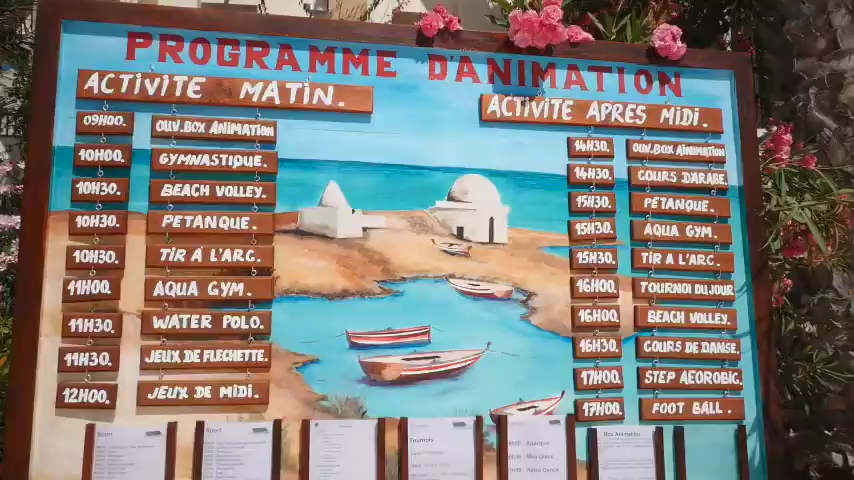 PROGRAMME D'ANIMATION
ACTIVITE MATIN.
09H00. OUV.BOX ANIMATION
10H00. GYMNASTIQUE.
10H30. BEACH VOLLEY.
10H30. PETANQUE.
10H30. TIR A L'ARC.
11H00. AQUA GYM.
11H30. WATER POLO.
11H30. JEUX DE FLECHETTE.
12H00. JEUX DE MIDI.
ACTIVITE APRES MIDI.
14H30. OUV.BOX ANIMATION
14H30. COURS D'ARABE.
15H30. PETANQUE.
15H30. AQUA GYM.
15H30. TIR A L'ARC.
16H00. TOURNOI DU JOUR
16H00. BEACH VOLLEY.
16H30. COURS DE DANSE.
17H00. STEP AEOROBIC.
17H00. FOOT BALL.
Sport
Sport
Tournois
Box Animation